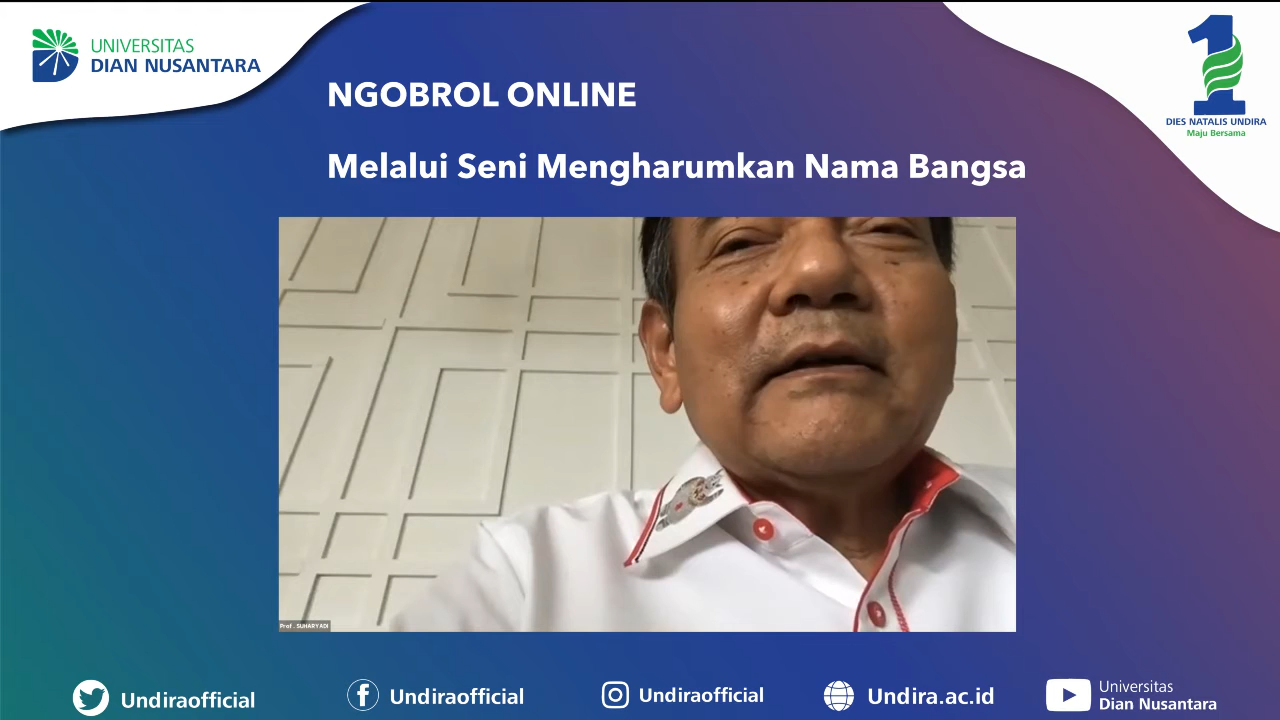 UNIVERSITAS
DIAN NUSANTARA
1
DIES NATALIS UNDIRA
Maju Bersama
NGOBROL ONLINE
Melalui Seni Mengharumkan Nama Bangsa
Prof . SUHARYADI
Undiraofficial
Undiraofficial
Undiraofficial
Undira.ac.id
Universitas
Dian Nusantara